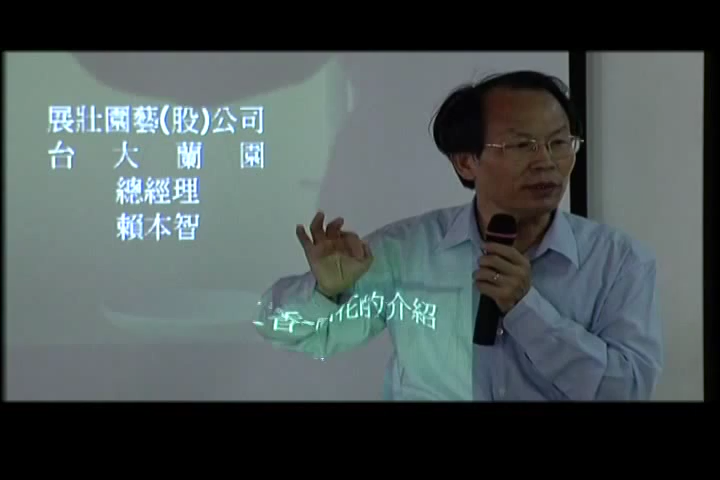 展壯園藝(股)公司
台大蘭園
總經理
賴本智
香 花的介紹